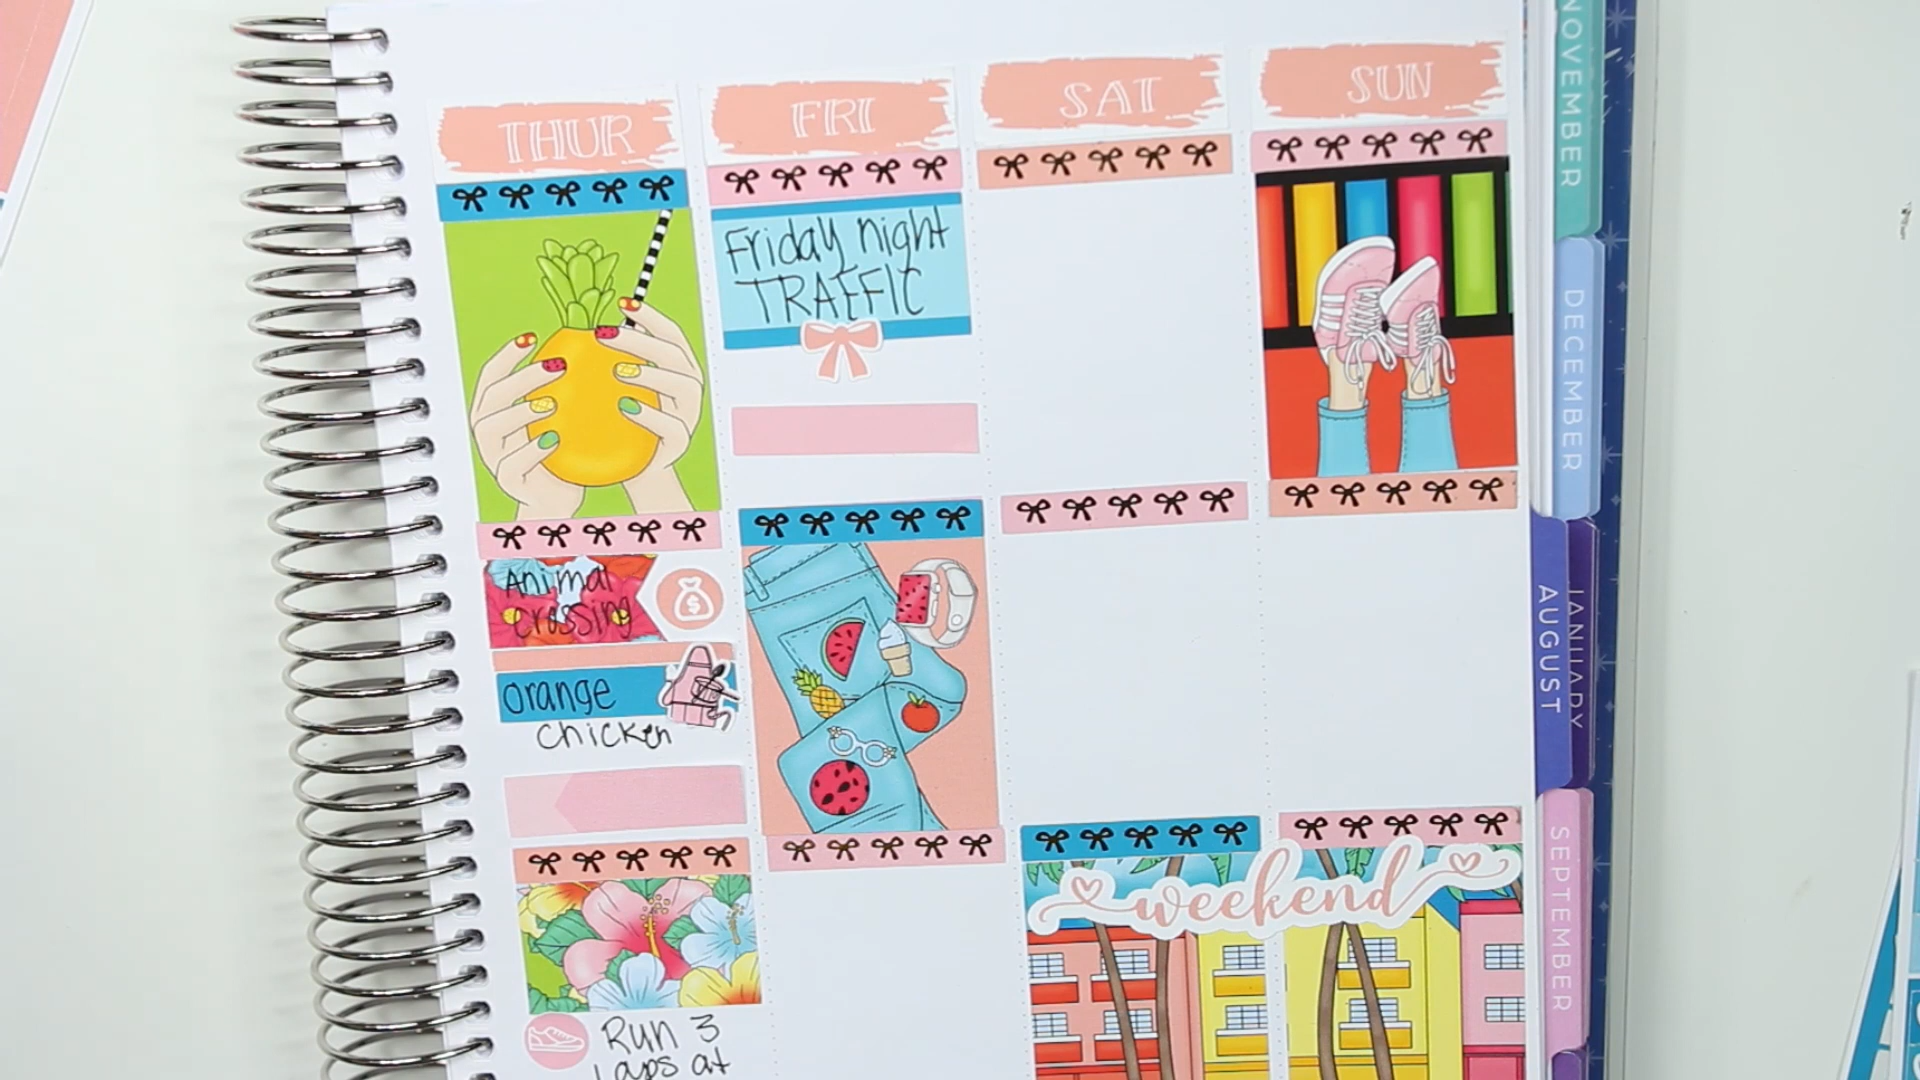 THUR
FRI
SAT
SUN
Friday night
TRAFFIC
Animal
crossing
$
orange
chicken
Run 3
Laps at
weekend
NOVEMBER
DECEMBER
JANUARY
AUGUST
SEPTEMBER